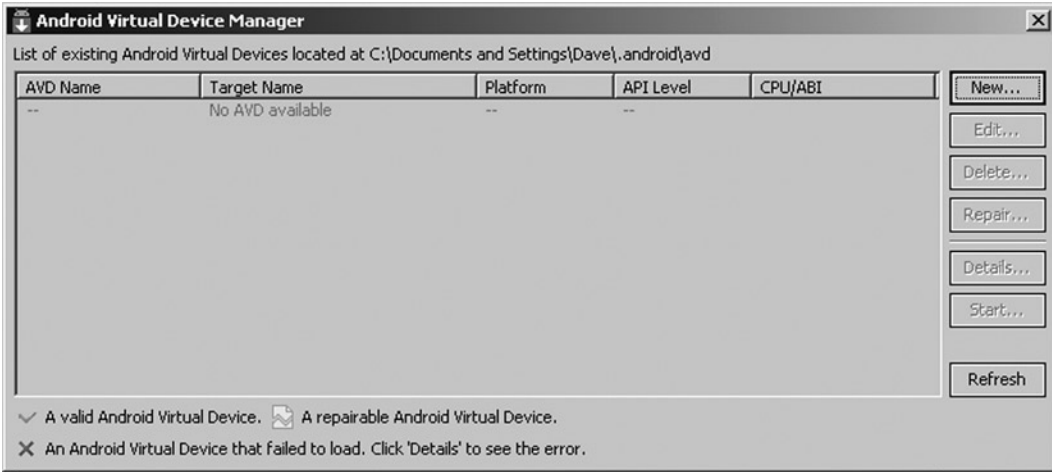 Android Virtual Device Manager
List of existing Android Virtual Devices located at C:\Documents and Settings\Dave\.android\avd
AVD Name Target Name Platform API Level CPU/ABI
-- No AVD available -- --
New...
Edit...
Delete...
Repair...
Details...
Start...
Refresh
A valid Android Virtual Device. A repairable Android Virtual Device.
An Android Virtual Device that failed to load. Click 'Details' to see the error.